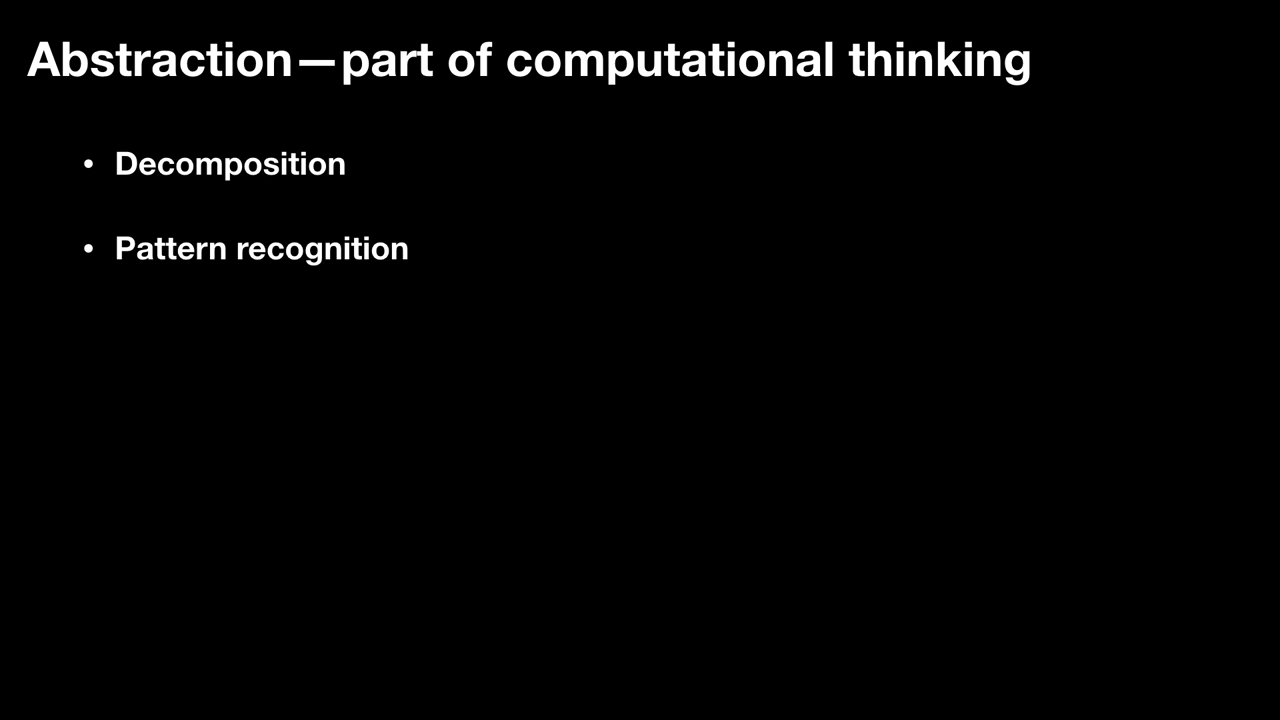 Abstraction—part of computational thinking
• Decomposition
• Pattern recognition